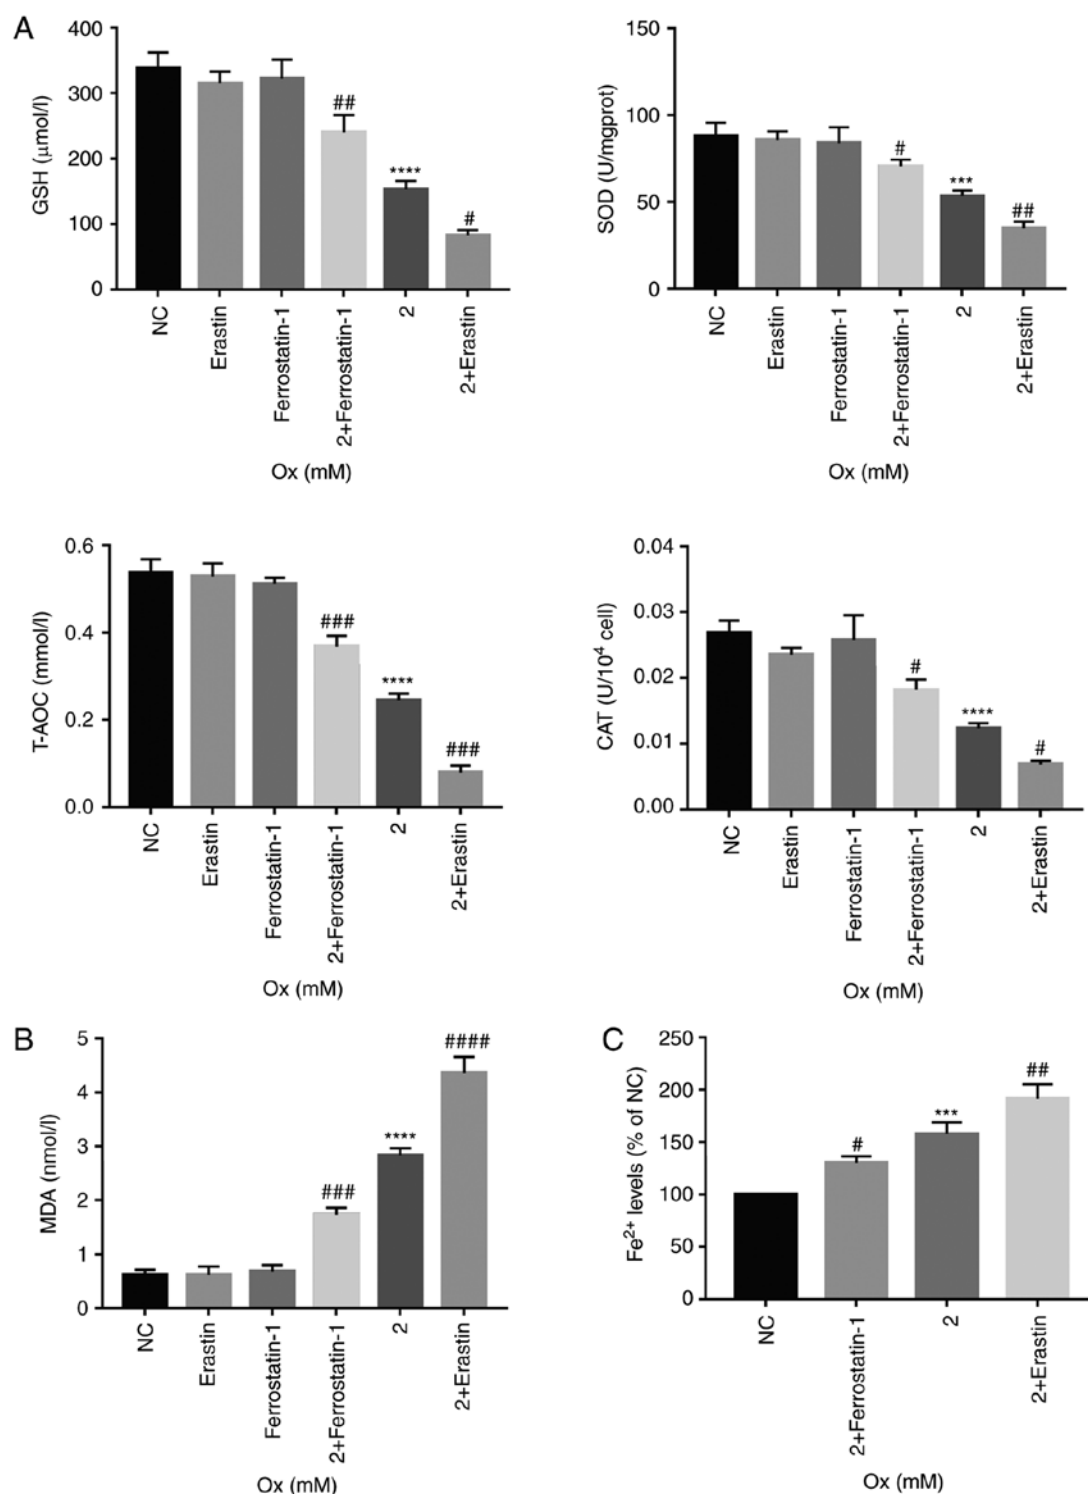 A
GSH (μmol/l)
400
300
200
100
0
##
****
#
NC
Erastin
Ferrostatin-1
2+Ferrostatin-1
2
2+Erastin
Ox (mM)
SOD (U/mgprot)
150
100
50
0
#
***
##
NC
Erastin
Ferrostatin-1
2+Ferrostatin-1
2
2+Erastin
Ox (mM)
T-AOC (mmol/l)
0.6
0.4
0.2
0.0
###
****
###
NC
Erastin
Ferrostatin-1
2+Ferrostatin-1
2
2+Erastin
Ox (mM)
CAT (U/10⁴ cell)
0.04
0.03
0.02
0.01
0.00
#
****
#
NC
Erastin
Ferrostatin-1
2+Ferrostatin-1
2
2+Erastin
Ox (mM)
B
MDA (nmol/l)
5
4
3
2
1
0
###
****
####
NC
Erastin
Ferrostatin-1
2+Ferrostatin-1
2
2+Erastin
Ox (mM)
C
Fe²⁺ levels (% of NC)
250
200
150
100
50
0
#
***
##
NC
2+Ferrostatin-1
2
2+Erastin
Ox (mM)